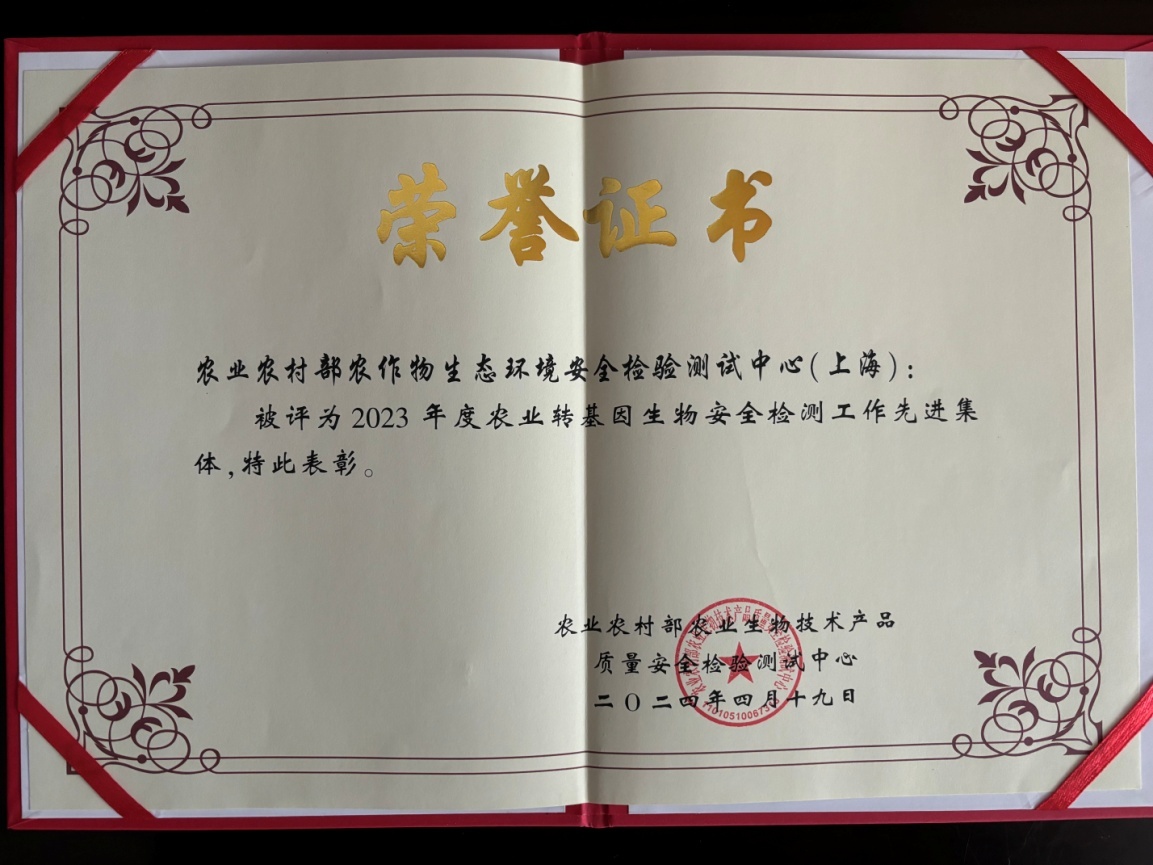 荣誉证书
农业农村部农作物生态环境安全检验测试中心(上海):
被评为2023年度农业转基因生物安全检测工作先进集
体,特此表彰。
农业农村部农业生物技术产品
质量安全检验测试中心
二〇二四年四月十九日